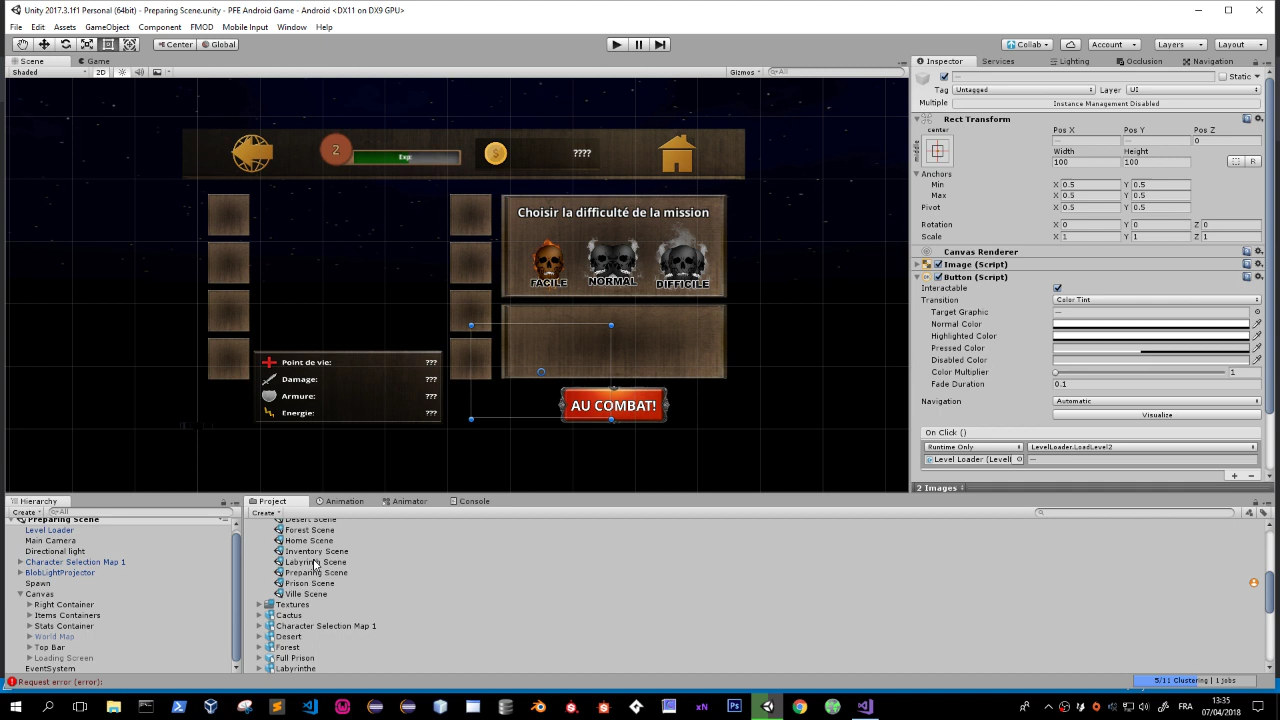 Unity 2017.3.1f1 Personal (64bit) - Preparing Scene.unity - PFE Android Game - Android <DX11 on DX9 GPU>
File Edit Assets GameObject Component FMOD Mobile Input Window Help
Center Global Collab Account Layers Layout
Scene Game
Shaded 2D Gizmos All
2 Exp: $ ????
Choisir la difficulté de la mission
FACILE NORMAL DIFFICILE
Point de vie: ???
Damage: ???
Armure: ???
Energie: ???
AU COMBAT!
Inspector Services Lighting Occlusion Navigation
Static
Tag Untagged Layer UI
Multiple Instance Management Disabled
Rect Transform
center Pos X Pos Y Pos Z
middle 0
Width Height
100 100 R
Anchors
Min X 0.5 Y 0.5
Max X 0.5 Y 0.5
Pivot X 0.5 Y 0.5
Rotation X 0 Y 0 Z 0
Scale X 1 Y 1 Z 1
Canvas Renderer
Image (Script)
Button (Script)
Interactable
Transition Color Tint
Target Graphic
Normal Color
Highlighted Color
Pressed Color
Disabled Color
Color Multiplier 1
Fade Duration 0.1
Navigation Automatic
Visualize
On Click ()
Runtime Only LevelLoader.LoadLevel2
Level Loader (Level
2 Images
Hierarchy
Create All
Preparing Scene
Level Loader
Main Camera
Directional light
Character Selection Map 1
BlobLightProjector
Spawn
Canvas
Right Container
Items Containers
Stats Container
World Map
Top Bar
Loading Screen
EventSystem
Project Animation Animator Console
Create
Desert Scene
Forest Scene
Home Scene
Inventory Scene
Labyrinth Scene
Preparing Scene
Prison Scene
Ville Scene
Textures
Cactus
Character Selection Map 1
Desert
Forest
Full Prison
Labyrinthe
Request error (error):
5/11 Clustering | 1 jobs
FRA
13:35
07/04/2018